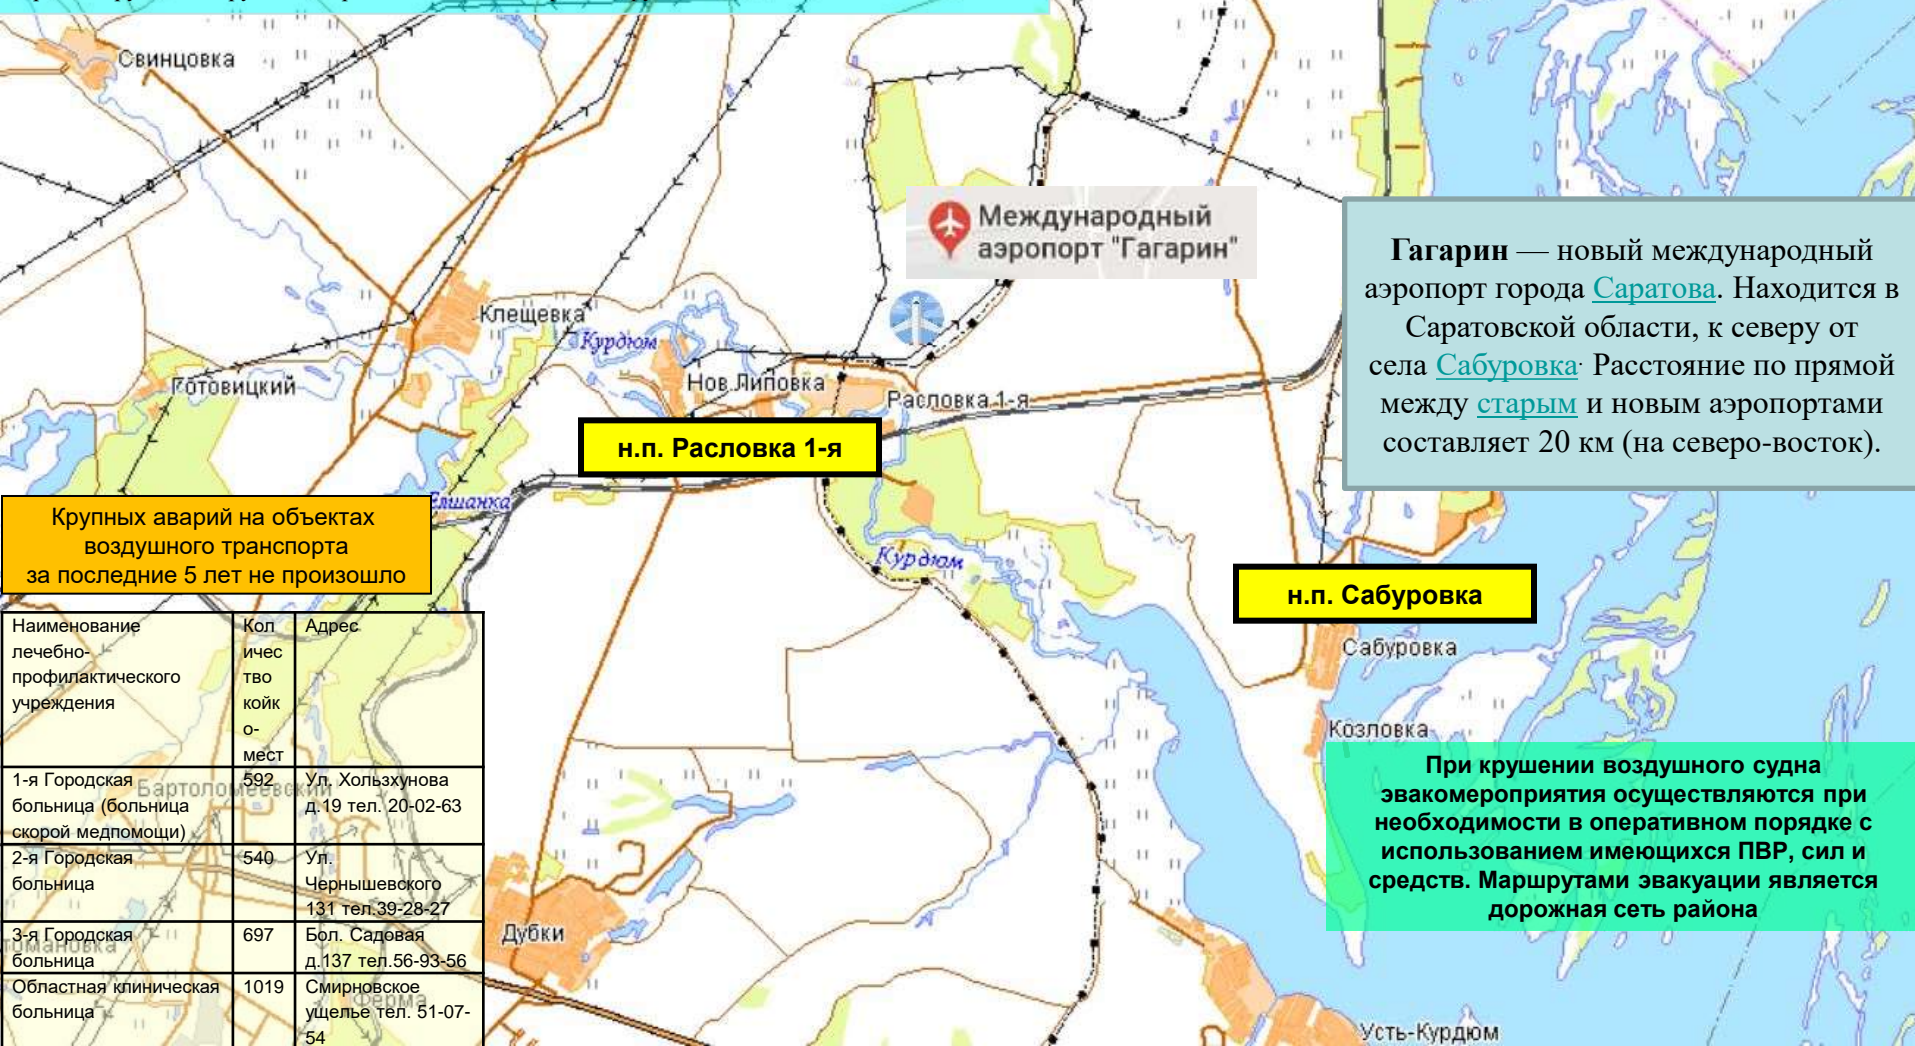 Свинцовка
Международный
аэропорт "Гагарин"
Гагарин — новый международный
аэропорт города Саратова. Находится в
Саратовской области, к северу от
села Сабуровка. Расстояние по прямой
между старым и новым аэропортами
составляет 20 км (на северо-восток).
Клещевка
Курдюм
Готовицкий
Нов.Липовка
Расловка 1-я
н.п. Расловка 1-я
Елшанка
Крупных аварий на объектах
воздушного транспорта
за последние 5 лет не произошло
Курдюм
н.п. Сабуровка
Сабуровка
Козловка
При крушении воздушного судна
эвакомероприятия осуществляются при
необходимости в оперативном порядке с
использованием имеющихся ПВР, сил и
средств. Маршрутами эвакуации является
дорожная сеть района
Наименование
лечебно-
профилактического
учреждения
Кол
ичес
тво
койк
о-
мест
Адрес
1-я Городская
больница (больница
скорой медпомощи)
592
Ул. Хользхунова
д.19 тел. 20-02-63
Бартоломеевский
2-я Городская
больница
540
Ул.
Чернышевского
131 тел.39-28-27
3-я Городская
больница
697
Бол. Садовая
д.137 тел.56-93-56
Областная клиническая
больница
1019
Смирновское
ущелье тел. 51-07-
54
Ферма
Дубки
Усть-Курдюм